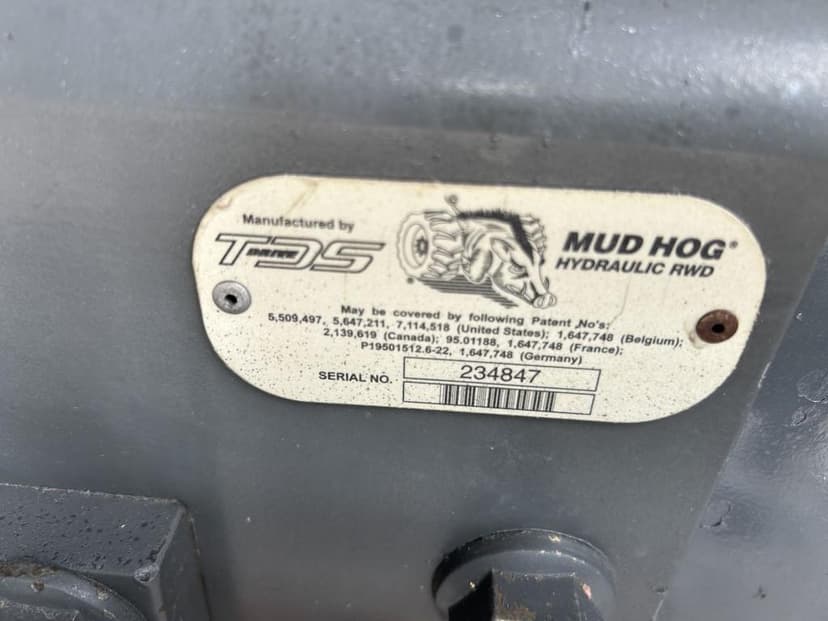 Manufactured by
TDS
DRIVE
MUD HOG®
HYDRAULIC RWD
May be covered by following Patent No's:
5,509,497, 5,647,211, 7,114,518 (United States); 1,647,748 (Belgium);
2,139,619 (Canada); 95.01188, 1,647,748 (France);
P19501512.6-22, 1,647,748 (Germany)
SERIAL NO. 234847